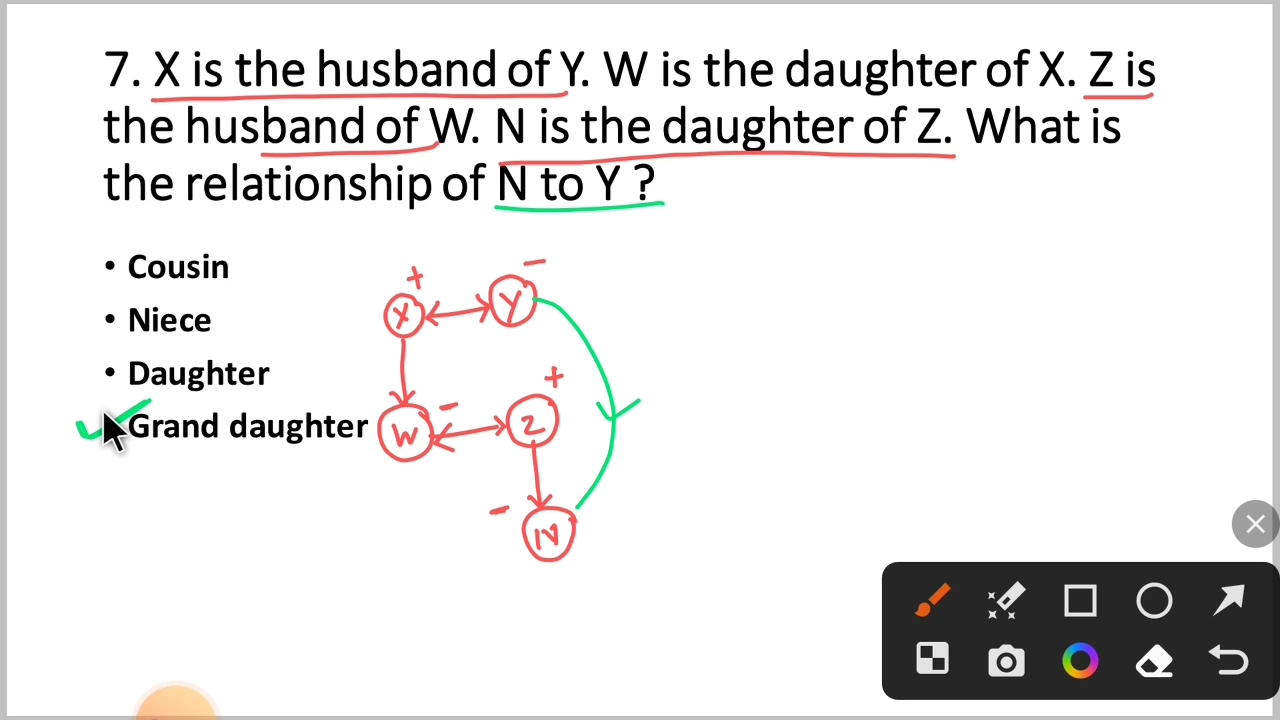 7. X is the husband of Y. W is the daughter of X. Z is
the husband of W. N is the daughter of Z. What is
the relationship of N to Y ?
• Cousin
• Niece
• Daughter
Grand daughter
+
−
X
Y
+
−
W
Z
−
N